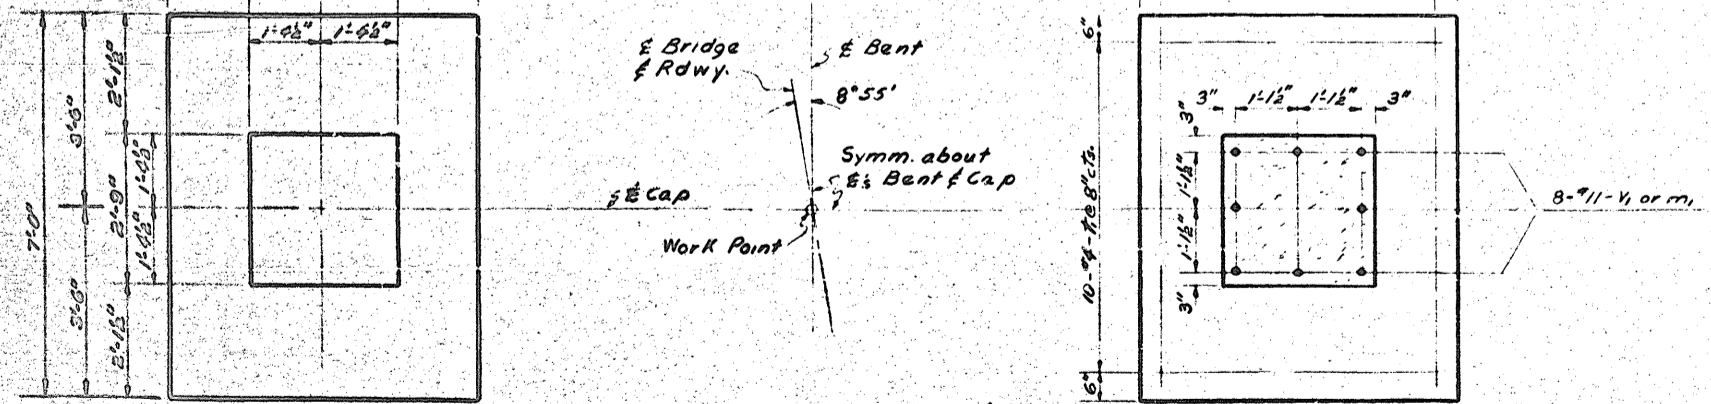 1'-4½" 1'-4½"
7'-0"
3'-6"
3'-6"
2'-1½"
2'-9"
2'-1½"
1'-4½"
1'-4½"
℄ Bridge
℄ Rdwy.
℄ Bent
8°55'
Symm. about
℄'s Bent & Cap
℄ Cap
Work Point
6"
10-#4-t10 @ 8" cts.
6"
3" 1'-1½" 1'-1½" 3"
3"
1'-1½"
1'-1½"
3"
8-#11-V₁ or m₁